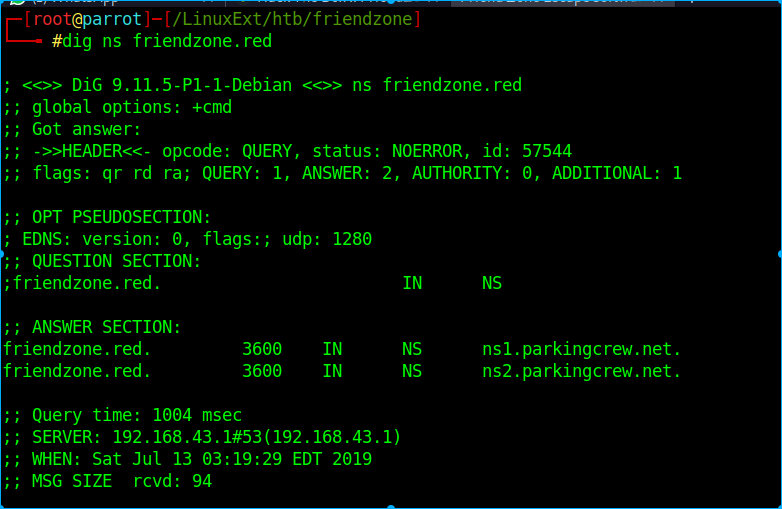 [root@parrot]─[/LinuxExt/htb/friendzone]
#dig ns friendzone.red
; <<>> DiG 9.11.5-P1-1-Debian <<>> ns friendzone.red
;; global options: +cmd
;; Got answer:
;; ->>HEADER<<- opcode: QUERY, status: NOERROR, id: 57544
;; flags: qr rd ra; QUERY: 1, ANSWER: 2, AUTHORITY: 0, ADDITIONAL: 1
;; OPT PSEUDOSECTION:
; EDNS: version: 0, flags:; udp: 1280
;; QUESTION SECTION:
;friendzone.red. IN NS
;; ANSWER SECTION:
friendzone.red. 3600 IN NS ns1.parkingcrew.net.
friendzone.red. 3600 IN NS ns2.parkingcrew.net.
;; Query time: 1004 msec
;; SERVER: 192.168.43.1#53(192.168.43.1)
;; WHEN: Sat Jul 13 03:19:29 EDT 2019
;; MSG SIZE rcvd: 94